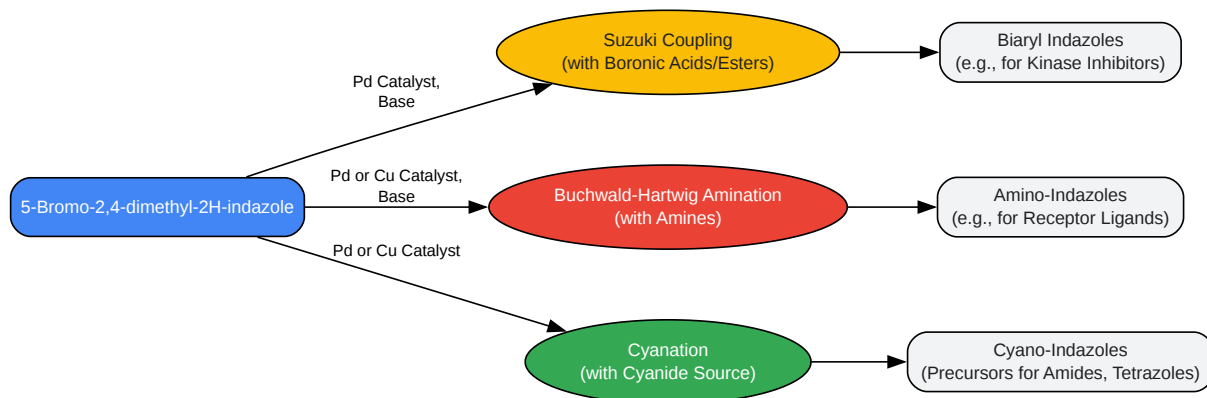 5-Bromo-2,4-dimethyl-2H-indazole
Pd Catalyst,
Base
Suzuki Coupling
(with Boronic Acids/Esters)
Biaryl Indazoles
(e.g., for Kinase Inhibitors)
Pd or Cu Catalyst,
Base
Buchwald-Hartwig Amination
(with Amines)
Amino-Indazoles
(e.g., for Receptor Ligands)
Pd or Cu Catalyst
Cyanation
(with Cyanide Source)
Cyano-Indazoles
(Precursors for Amides, Tetrazoles)